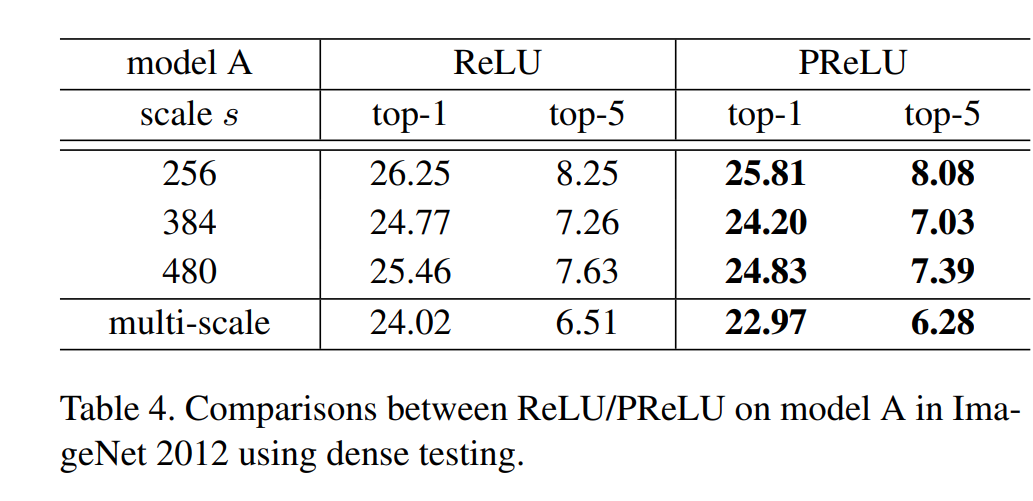 model A ReLU PReLU
scale s top-1 top-5 top-1 top-5
256 26.25 8.25 25.81 8.08
384 24.77 7.26 24.20 7.03
480 25.46 7.63 24.83 7.39
multi-scale 24.02 6.51 22.97 6.28
Table 4. Comparisons between ReLU/PReLU on model A in Ima-
geNet 2012 using dense testing.